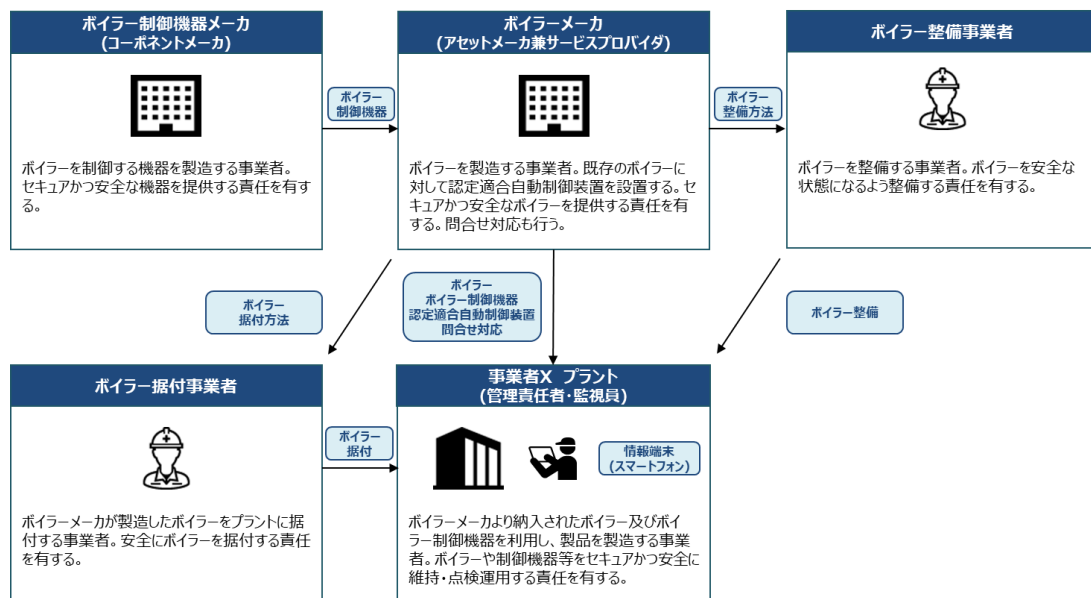 ボイラー制御機器メーカ
(コーポネントメーカ)
ボイラーを制御する機器を製造する事業者。
セキュアかつ安全な機器を提供する責任を有す
る。
ボイラー
制御機器
ボイラーメーカ
(アセットメーカ兼サービスプロバイダ)
ボイラーを製造する事業者。既存のボイラーに
対して認定適合自動制御装置を設置する。セ
キュアかつ安全なボイラーを提供する責任を有
する。問合せ対応も行う。
ボイラー
整備方法
ボイラー整備事業者
ボイラーを整備する事業者。ボイラーを安全な
状態になるよう整備する責任を有する。
ボイラー
据付方法
ボイラー
ボイラー制御機器
認定適合自動制御装置
問合せ対応
ボイラー整備
ボイラー据付事業者
ボイラーメーカが製造したボイラーをプラントに据
付する事業者。安全にボイラーを据付する責任
を有する。
ボイラー
据付
事業者X プラント
(管理責任者・監視員)
情報端末
(スマートフォン)
ボイラーメーカより納入されたボイラー及びボイ
ラー制御機器を利用し、製品を製造する事業
者。ボイラーや制御機器等をセキュアかつ安全に
維持・点検運用する責任を有する。